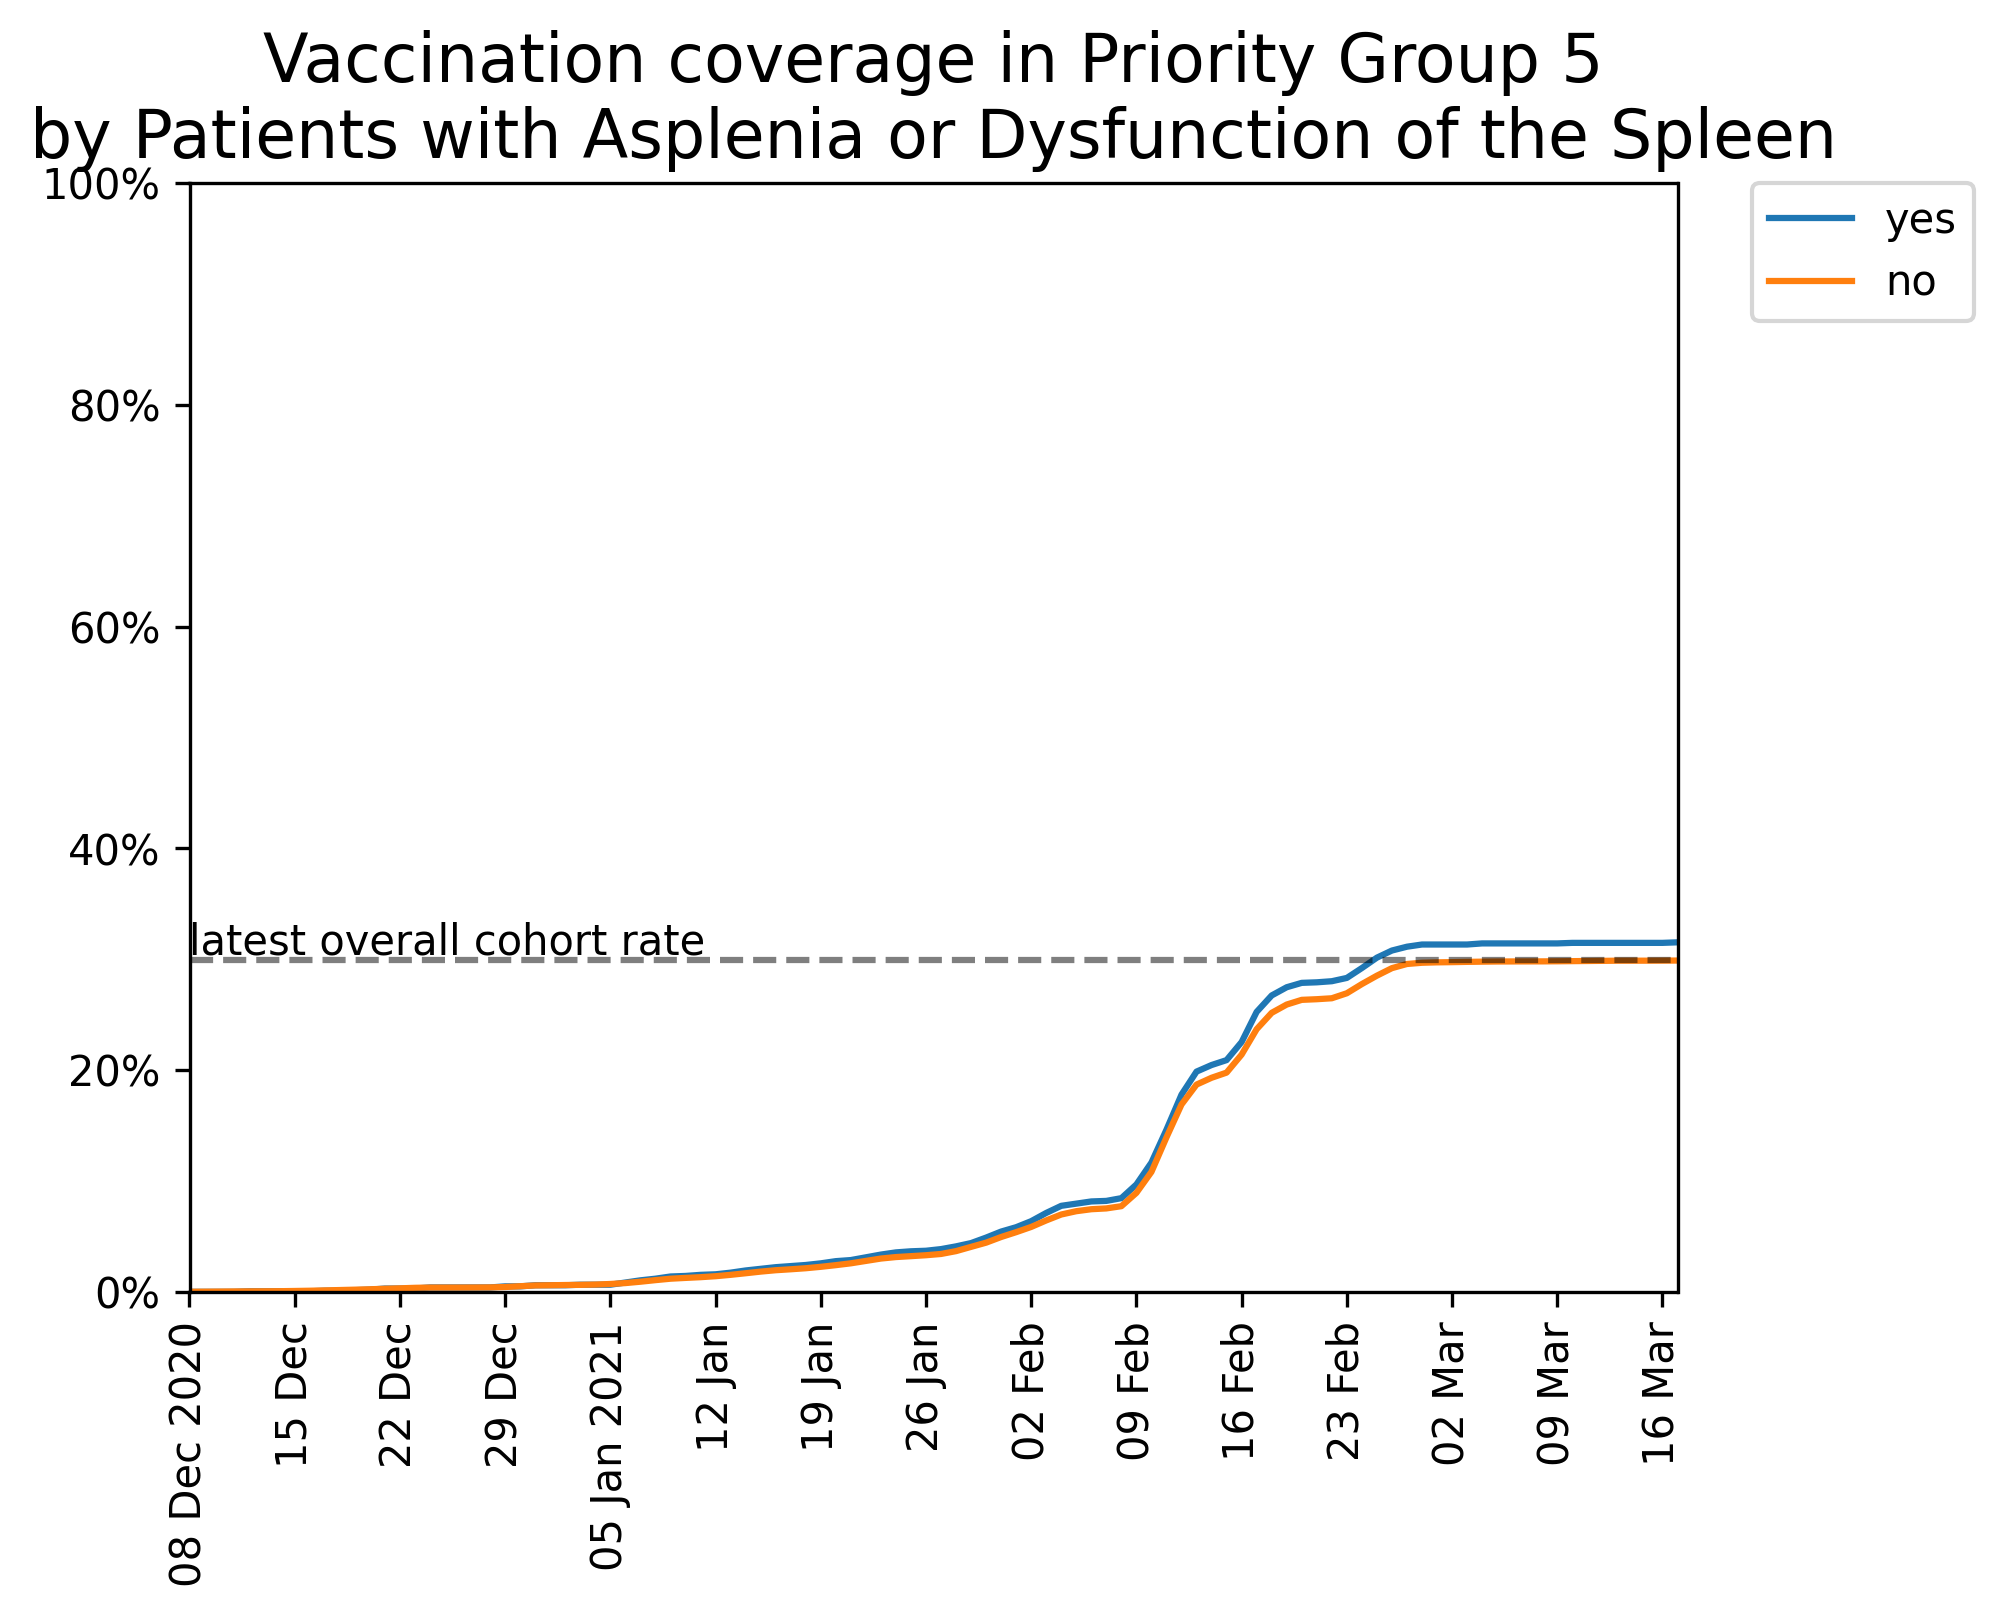 Vaccination coverage in Priority Group 5
by Patients with Asplenia or Dysfunction of the Spleen
100%
80%
60%
40%
20%
0%
latest overall cohort rate
yes
no
08 Dec 2020
15 Dec
22 Dec
29 Dec
05 Jan 2021
12 Jan
19 Jan
26 Jan
02 Feb
09 Feb
16 Feb
23 Feb
02 Mar
09 Mar
16 Mar